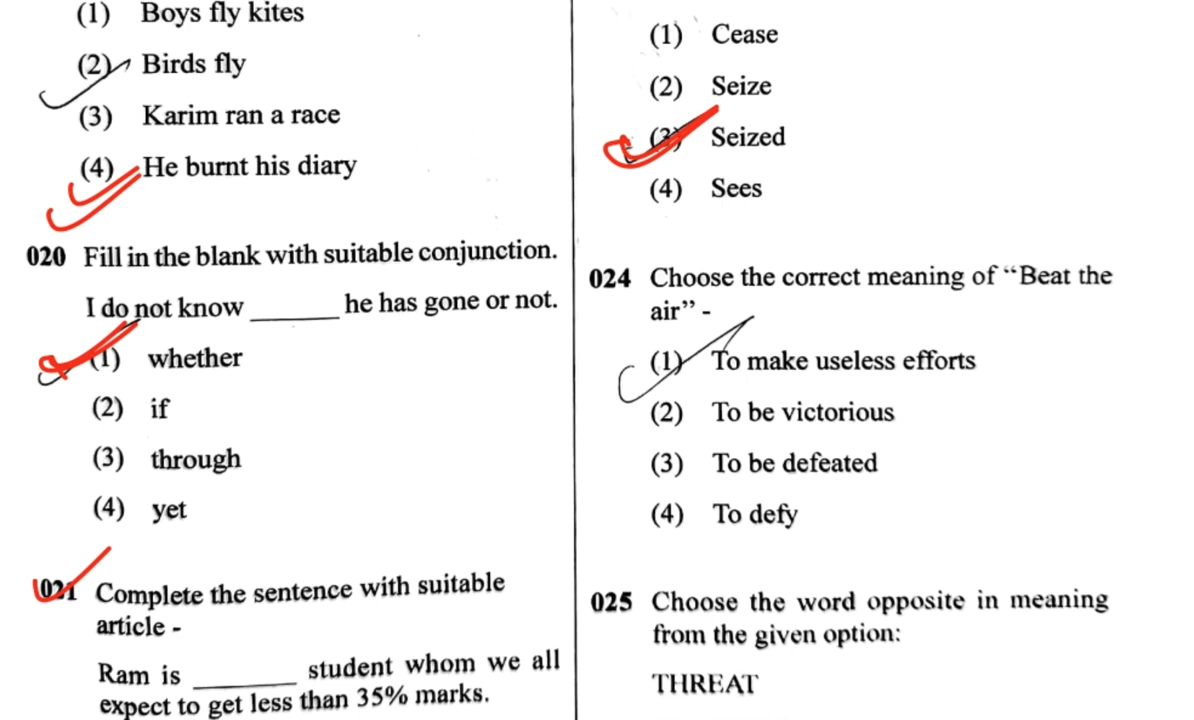 (1) Boys fly kites
(2) Birds fly
(3) Karim ran a race
(4) He burnt his diary
020 Fill in the blank with suitable conjunction.
I do not know ______ he has gone or not.
(1) whether
(2) if
(3) through
(4) yet
021 Complete the sentence with suitable
article -
Ram is ______ student whom we all
expect to get less than 35% marks.
(1) Cease
(2) Seize
(3) Seized
(4) Sees
024 Choose the correct meaning of “Beat the
air” -
(1) To make useless efforts
(2) To be victorious
(3) To be defeated
(4) To defy
025 Choose the word opposite in meaning
from the given option:
THREAT